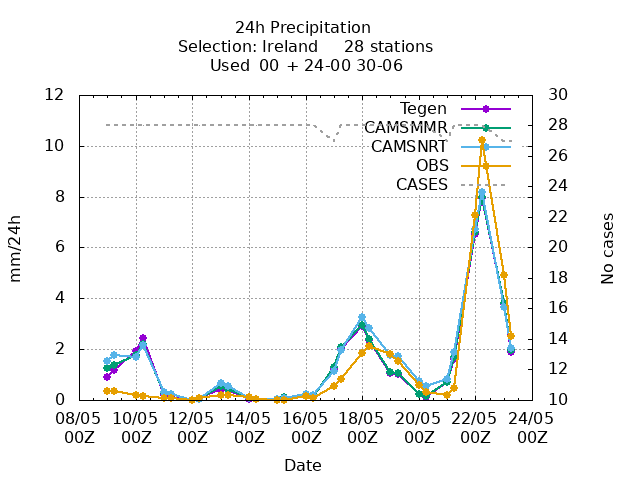 24h Precipitation
Selection: Ireland 28 stations
Used 00 + 24-00 30-06
12 30
Tegen
28
CAMSMMR
10
26
CAMSNRT
OBS
24
CASES
8
22
6 20
18
4
16
14
2
12
0 10
mm/24h
No cases
08/05 10/05 12/05 14/05 16/05 18/05 20/05 22/05 24/05
00Z 00Z 00Z 00Z 00Z 00Z 00Z 00Z 00Z
Date